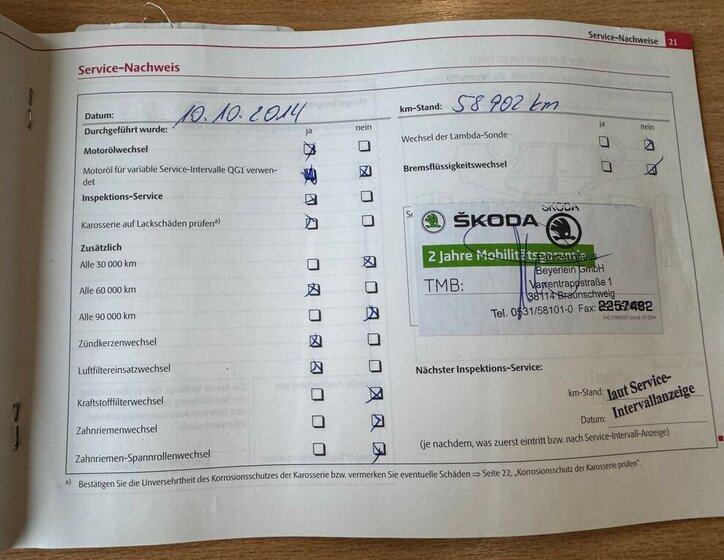 Service-Nachweise 21
Service-Nachweis
Datum: 10.10.2014
km-Stand: 58 902 km
Durchgeführt wurde: ja nein
ja nein
Motorölwechsel
Motoröl für variable Service-Intervalle QG1 verwen-
det
Inspektions-Service
Karosserie auf Lackschäden prüfen a)
Zusätzlich
Alle 30 000 km
Alle 60 000 km
Alle 90 000 km
Zündkerzenwechsel
Luftfiltereinsatzwechsel
Kraftstofffilterwechsel
Zahnriemenwechsel
Zahnriemen-Spannrollenwechsel
Wechsel der Lambda-Sonde
Bremsflüssigkeitswechsel
ŠKODA
ŠKODA
2 Jahre Mobilitätsgarantie
Beyerlein GmbH
TMB:
Varrentrappstraße 1
38114 Braunschweig
Tel. 0531/58101-0 Fax:
Nächster Inspektions-Service:
km-Stand: laut Service-
Datum: Intervallanzeige
(je nachdem, was zuerst eintritt bzw. nach Service-Intervall-Anzeige)
a) Bestätigen Sie die Unversehrtheit des Korrosionsschutzes der Karosserie bzw. vermerken Sie eventuelle Schäden ⇒ Seite 22, „Korrosionsschutz der Karosserie prüfen“.